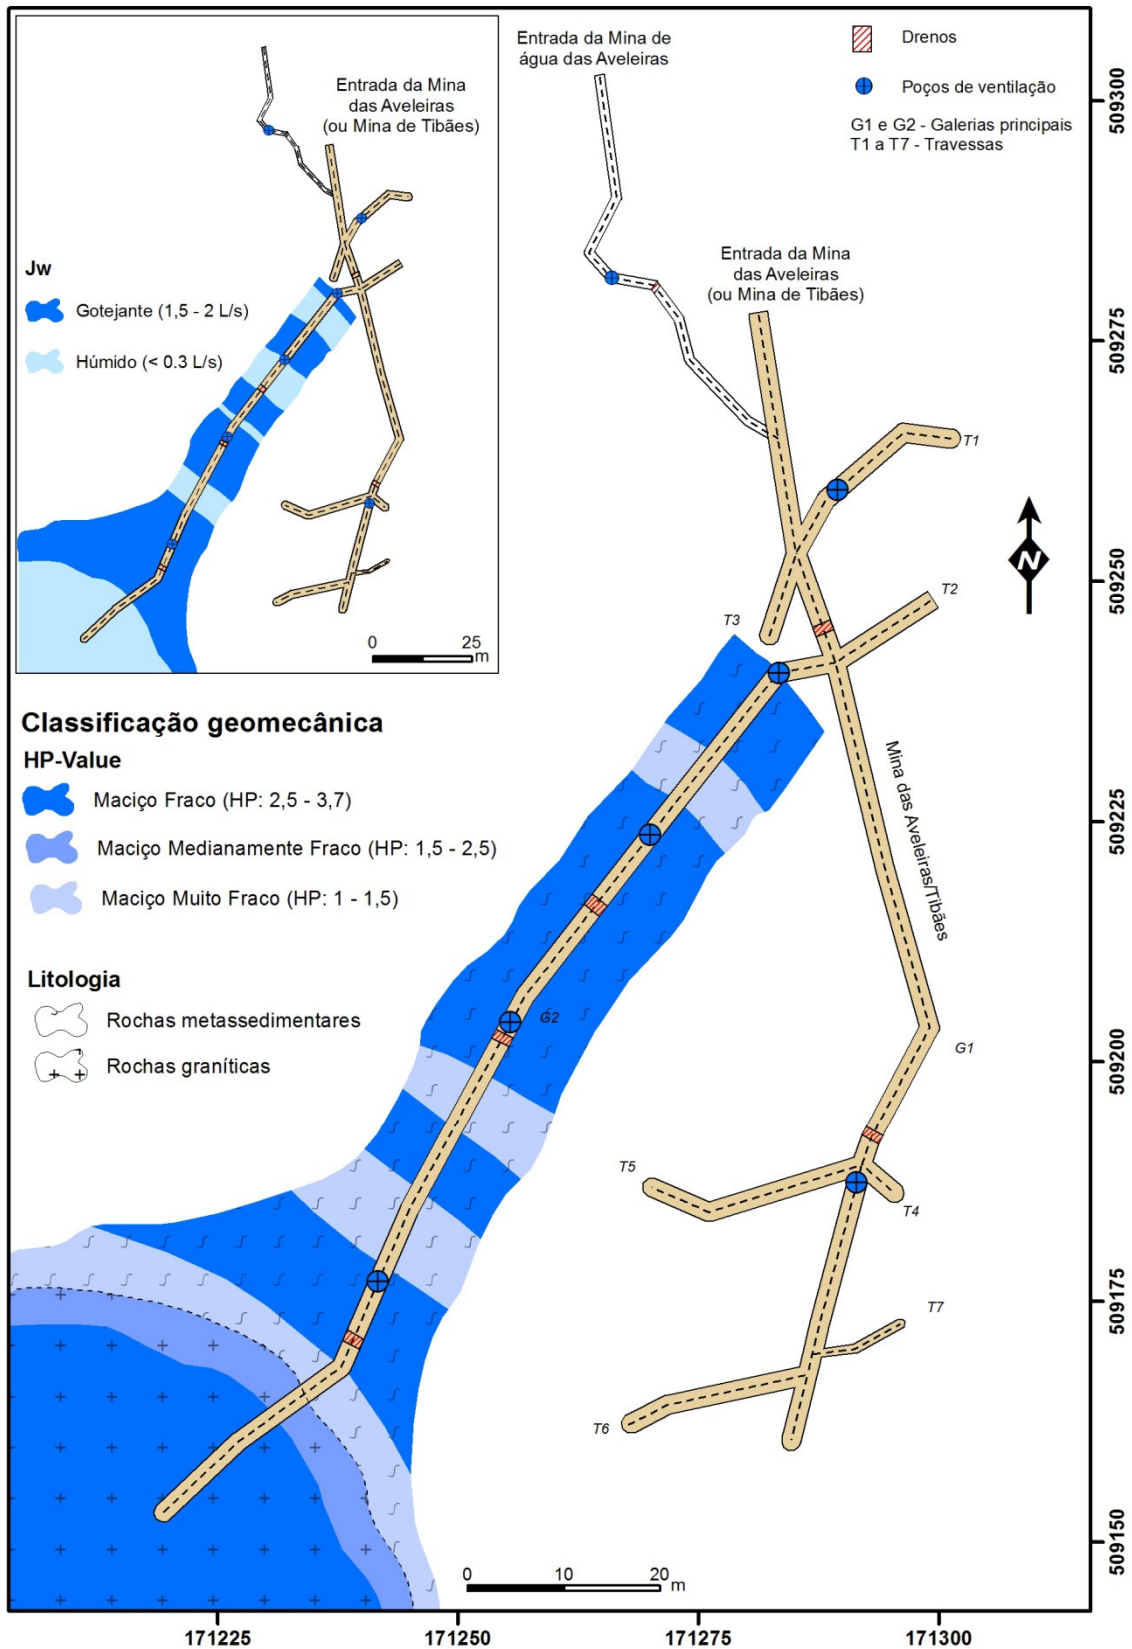 Entrada da Mina
das Aveleiras
(ou Mina de Tibães)
Jw
Gotejante (1,5 - 2 L/s)
Húmido (< 0.3 L/s)
0 25
m
Entrada da Mina de
água das Aveleiras
Drenos
Poços de ventilação
G1 e G2 - Galerias principais
T1 a T7 - Travessas
Entrada da Mina
das Aveleiras
(ou Mina de Tibães)
T1
N
T2
T3
Mina das Aveleiras/Tibães
G2
G1
T5
T4
T7
T6
Classificação geomecânica
HP-Value
Maciço Fraco (HP: 2,5 - 3,7)
Maciço Medianamente Fraco (HP: 1,5 - 2,5)
Maciço Muito Fraco (HP: 1 - 1,5)
Litologia
Rochas metassedimentares
Rochas graníticas
0 10 20
m
509300
509275
509250
509225
509200
509175
509150
171225 171250 171275 171300